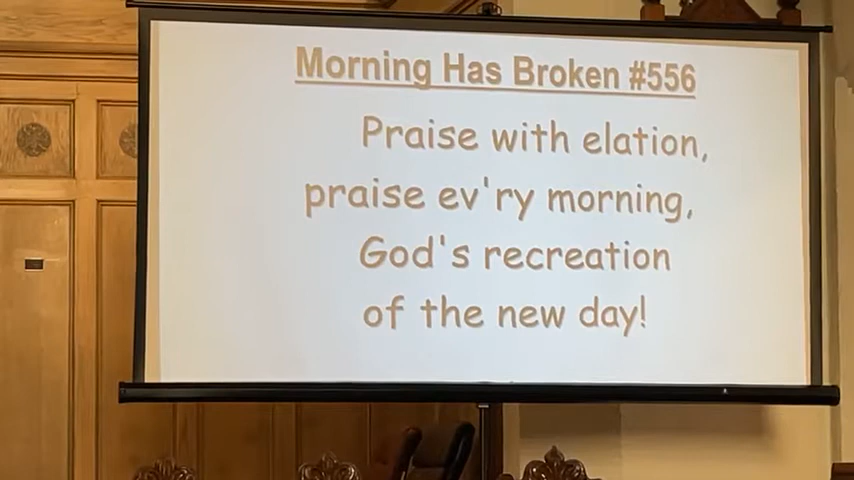 Morning Has Broken #556
Praise with elation,
praise ev'ry morning,
God's recreation
of the new day!